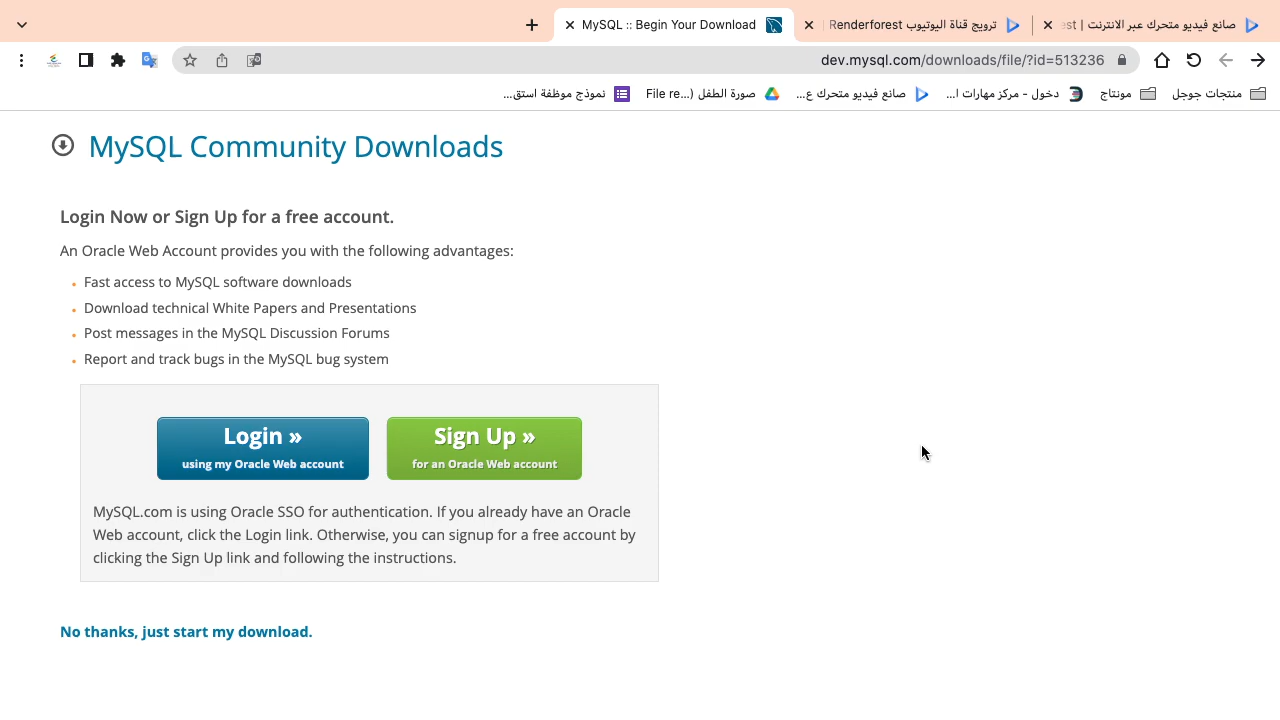 MySQL :: Begin Your Download
ترويج قناة اليوتيوب Renderforest |
صانع فيديو متحرك عبر الانترنت | est
dev.mysql.com/downloads/file/?id=513236
نموذج موظفة استق...
صورة الطفل (File re...
صانع فيديو متحرك ع...
دخول - مركز مهارات ا...
مونتاج
منتجات جوجل
MySQL Community Downloads
Login Now or Sign Up for a free account.
An Oracle Web Account provides you with the following advantages:
Fast access to MySQL software downloads
Download technical White Papers and Presentations
Post messages in the MySQL Discussion Forums
Report and track bugs in the MySQL bug system
Login »
using my Oracle Web account
Sign Up »
for an Oracle Web account
MySQL.com is using Oracle SSO for authentication. If you already have an Oracle
Web account, click the Login link. Otherwise, you can signup for a free account by
clicking the Sign Up link and following the instructions.
No thanks, just start my download.